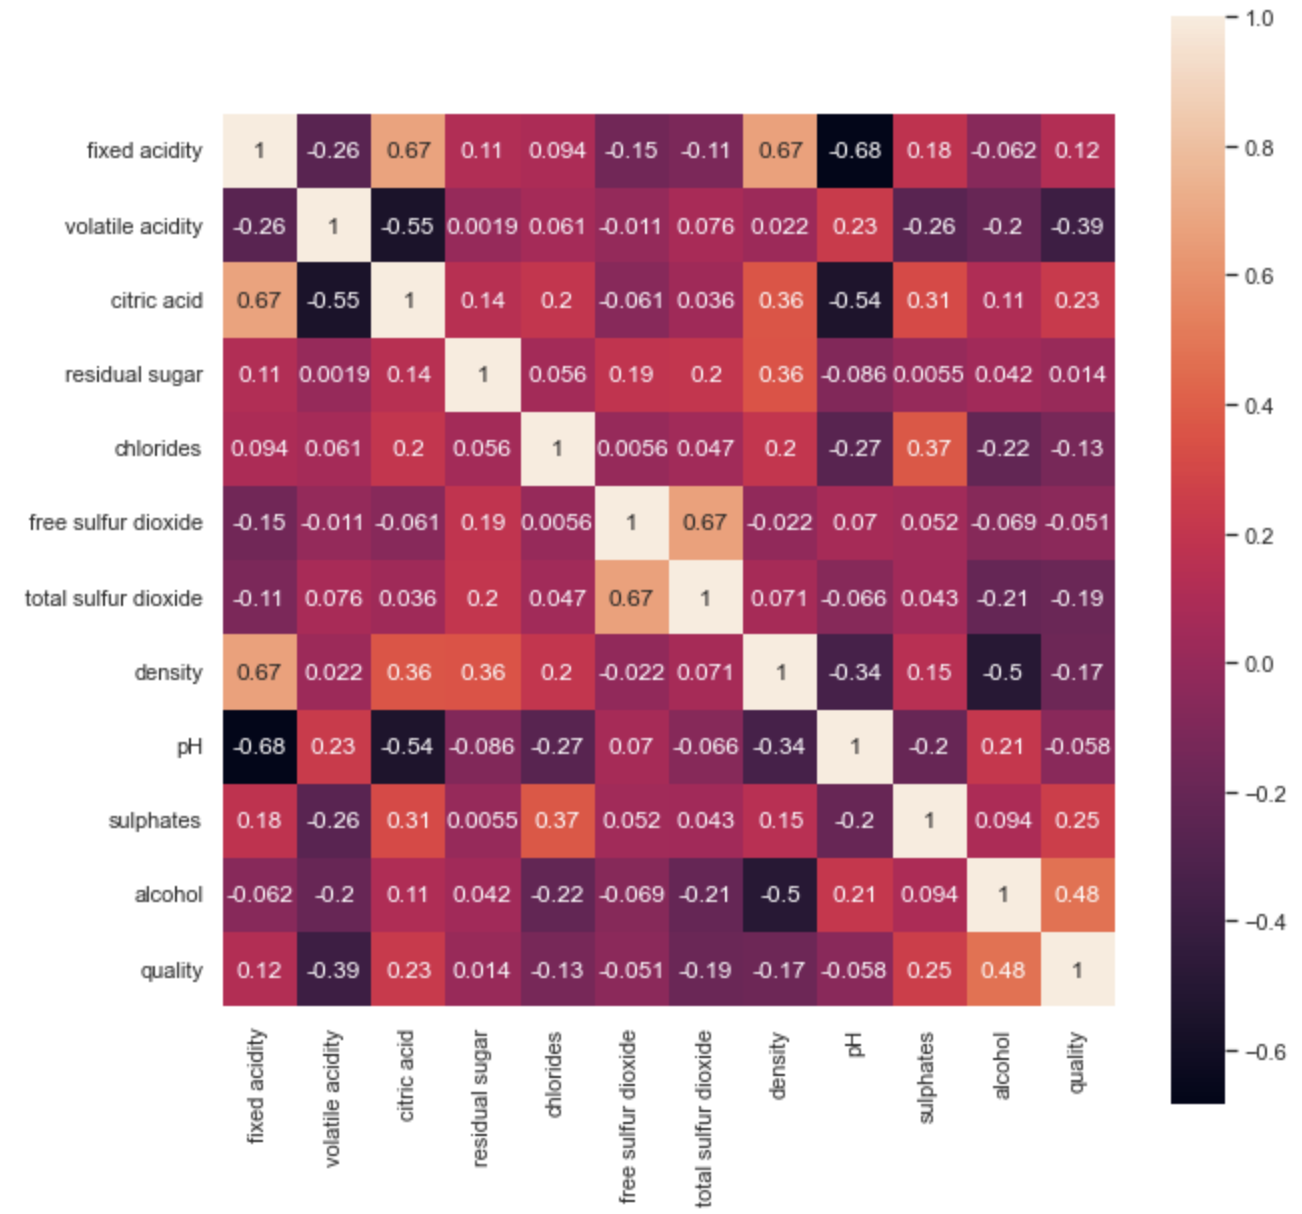 1.0
0.8
0.6
0.4
0.2
0.0
−0.2
−0.4
−0.6
fixed acidity 1 -0.26 0.67 0.11 0.094 -0.15 -0.11 0.67 -0.68 0.18 -0.062 0.12
volatile acidity -0.26 1 -0.55 0.0019 0.061 -0.011 0.076 0.022 0.23 -0.26 -0.2 -0.39
citric acid 0.67 -0.55 1 0.14 0.2 -0.061 0.036 0.36 -0.54 0.31 0.11 0.23
residual sugar 0.11 0.0019 0.14 1 0.056 0.19 0.2 0.36 -0.086 0.0055 0.042 0.014
chlorides 0.094 0.061 0.2 0.056 1 0.0056 0.047 0.2 -0.27 0.37 -0.22 -0.13
free sulfur dioxide -0.15 -0.011 -0.061 0.19 0.0056 1 0.67 -0.022 0.07 0.052 -0.069 -0.051
total sulfur dioxide -0.11 0.076 0.036 0.2 0.047 0.67 1 0.071 -0.066 0.043 -0.21 -0.19
density 0.67 0.022 0.36 0.36 0.2 -0.022 0.071 1 -0.34 0.15 -0.5 -0.17
pH -0.68 0.23 -0.54 -0.086 -0.27 0.07 -0.066 -0.34 1 -0.2 0.21 -0.058
sulphates 0.18 -0.26 0.31 0.0055 0.37 0.052 0.043 0.15 -0.2 1 0.094 0.25
alcohol -0.062 -0.2 0.11 0.042 -0.22 -0.069 -0.21 -0.5 0.21 0.094 1 0.48
quality 0.12 -0.39 0.23 0.014 -0.13 -0.051 -0.19 -0.17 -0.058 0.25 0.48 1
fixed acidity
volatile acidity
citric acid
residual sugar
chlorides
free sulfur dioxide
total sulfur dioxide
density
pH
sulphates
alcohol
quality